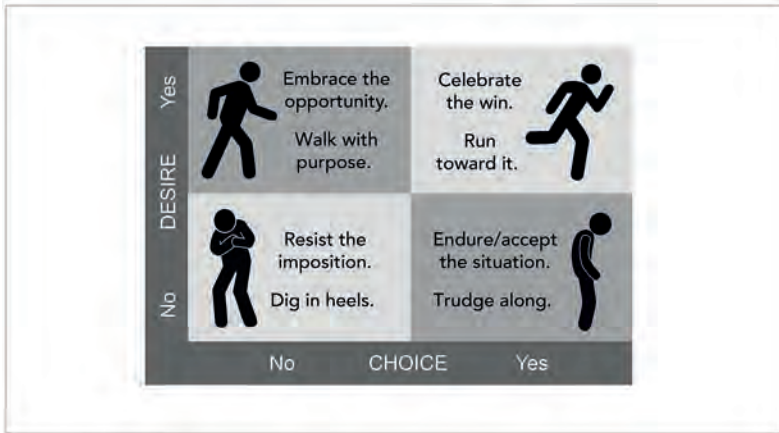 Yes
DESIRE
No
Embrace the
opportunity.
Walk with
purpose.
Celebrate
the win.
Run
toward it.
Resist the
imposition.
Dig in heels.
Endure/accept
the situation.
Trudge along.
No
CHOICE
Yes